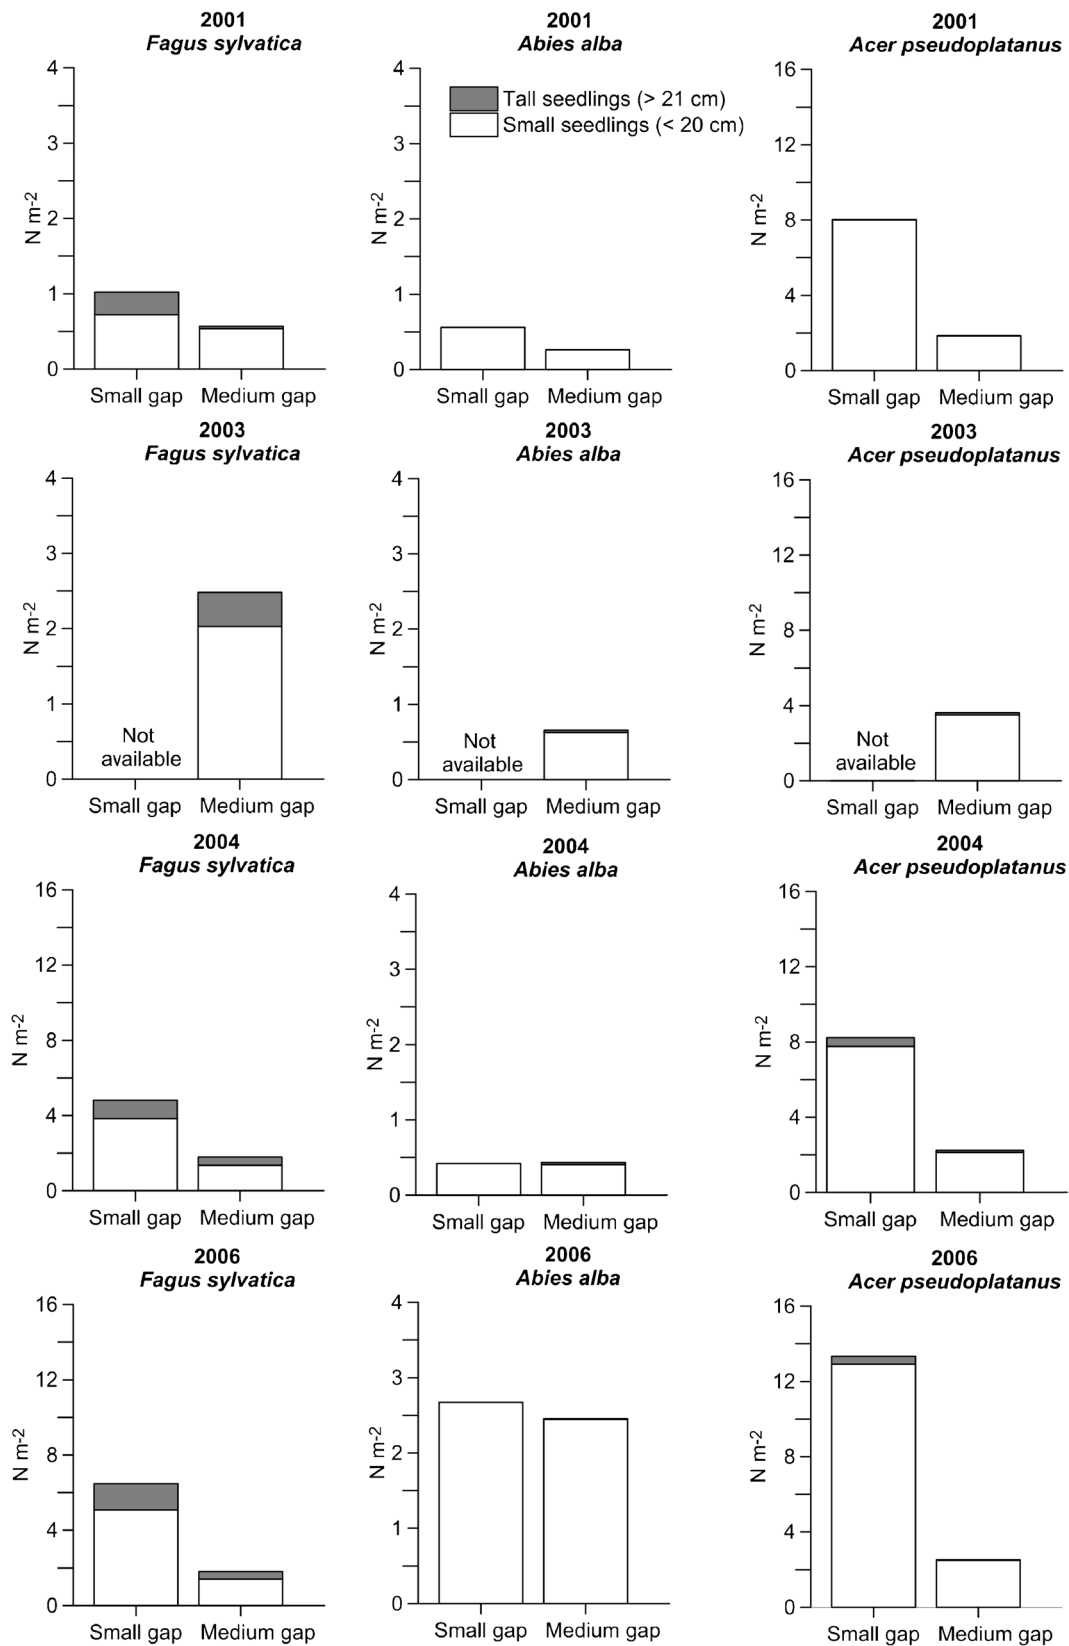 2001
Fagus sylvatica
2001
Abies alba
2001
Acer pseudoplatanus
4
3
2
1
0
N m-2
Small gap Medium gap
4
3
2
1
0
N m-2
Tall seedlings (> 21 cm)
Small seedlings (< 20 cm)
Small gap Medium gap
16
12
8
4
0
N m-2
Small gap Medium gap
2003
Fagus sylvatica
2003
Abies alba
2003
Acer pseudoplatanus
4
3
2
1
0
N m-2
Not
available
Small gap Medium gap
4
3
2
1
0
N m-2
Not
available
Small gap Medium gap
16
12
8
4
0
N m-2
Not
available
Small gap Medium gap
2004
Fagus sylvatica
2004
Abies alba
2004
Acer pseudoplatanus
16
12
8
4
0
N m-2
Small gap Medium gap
4
3
2
1
0
N m-2
Small gap Medium gap
16
12
8
4
0
N m-2
Small gap Medium gap
2006
Fagus sylvatica
2006
Abies alba
2006
Acer pseudoplatanus
16
12
8
4
0
N m-2
Small gap Medium gap
4
3
2
1
0
N m-2
Small gap Medium gap
16
12
8
4
0
N m-2
Small gap Medium gap